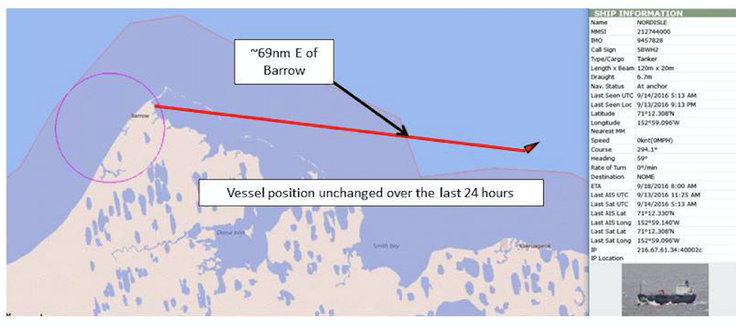 ~69nm E of
Barrow
Barrow
Vessel position unchanged over the last 24 hours
Smith Bay
SHIP INFORMATION
Name NORDISLE
MMSI 212744000
IMO 9457828
Call Sign 5BWH2
Type/Cargo Tanker
Length x Beam 120m x 20m
Draught 6.7m
Nav. Status At anchor
Last Seen UTC 9/14/2016 5:13 AM
Last Seen Loc 9/13/2016 9:13 PM
Latitude 71°12.308'N
Longitude 152°59.096'W
Nearest MM
Speed 0knt(0MPH)
Course 294.1°
Heading 59°
Rate of Turn 0°/min
Destination NOME
ETA 9/18/2016 8:00 AM
Last AIS UTC 9/13/2016 11:25 AM
Last Sat UTC 9/14/2016 5:13 AM
Last AIS Lat 71°12.330'N
Last AIS Long 152°59.140'W
Last Sat Lat 71°12.308'N
Last Sat Long 152°59.096'W
IP 216.67.61.34:40002c
IP Location